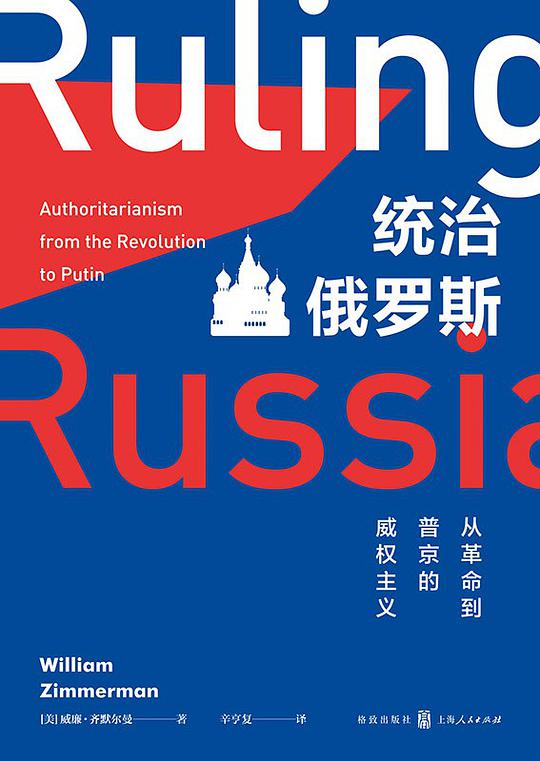 Ruling
Authoritarianism
from the Revolution
to Putin
统治
俄罗斯
Russia
从革命到
普京的
威权主义
William
Zimmerman
[美]威廉·齐默尔曼——著 辛亨复——译 格致出版社 上海人民出版社